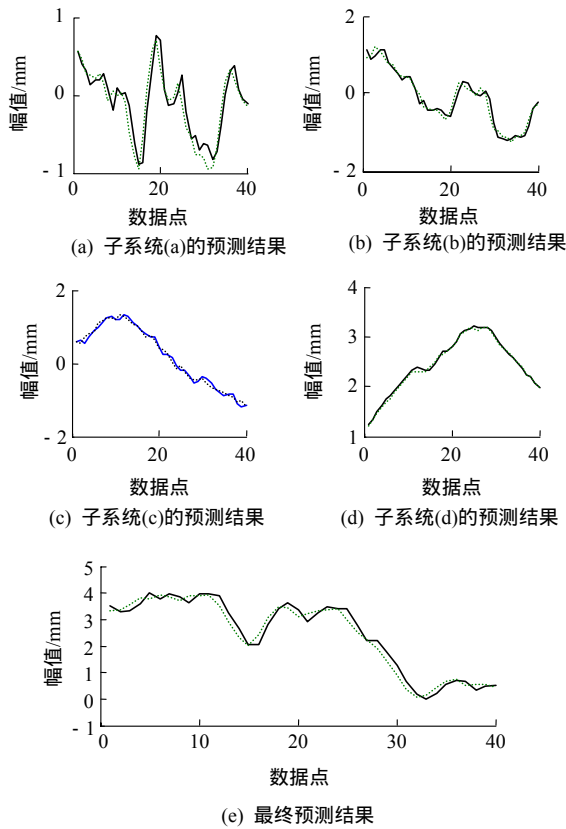 1
0
- 1
0
20
40
幅值/mm
数据点
(a) 子系统(a)的预测结果
2
0
- 2
0
20
40
幅值/mm
数据点
(b) 子系统(b)的预测结果
2
0
- 2
0
20
40
幅值/mm
数据点
(c) 子系统(c)的预测结果
4
3
2
1
0
20
40
幅值/mm
数据点
(d) 子系统(d)的预测结果
5
4
3
2
1
0
- 1
0
10
20
30
40
幅值/mm
数据点
(e) 最终预测结果